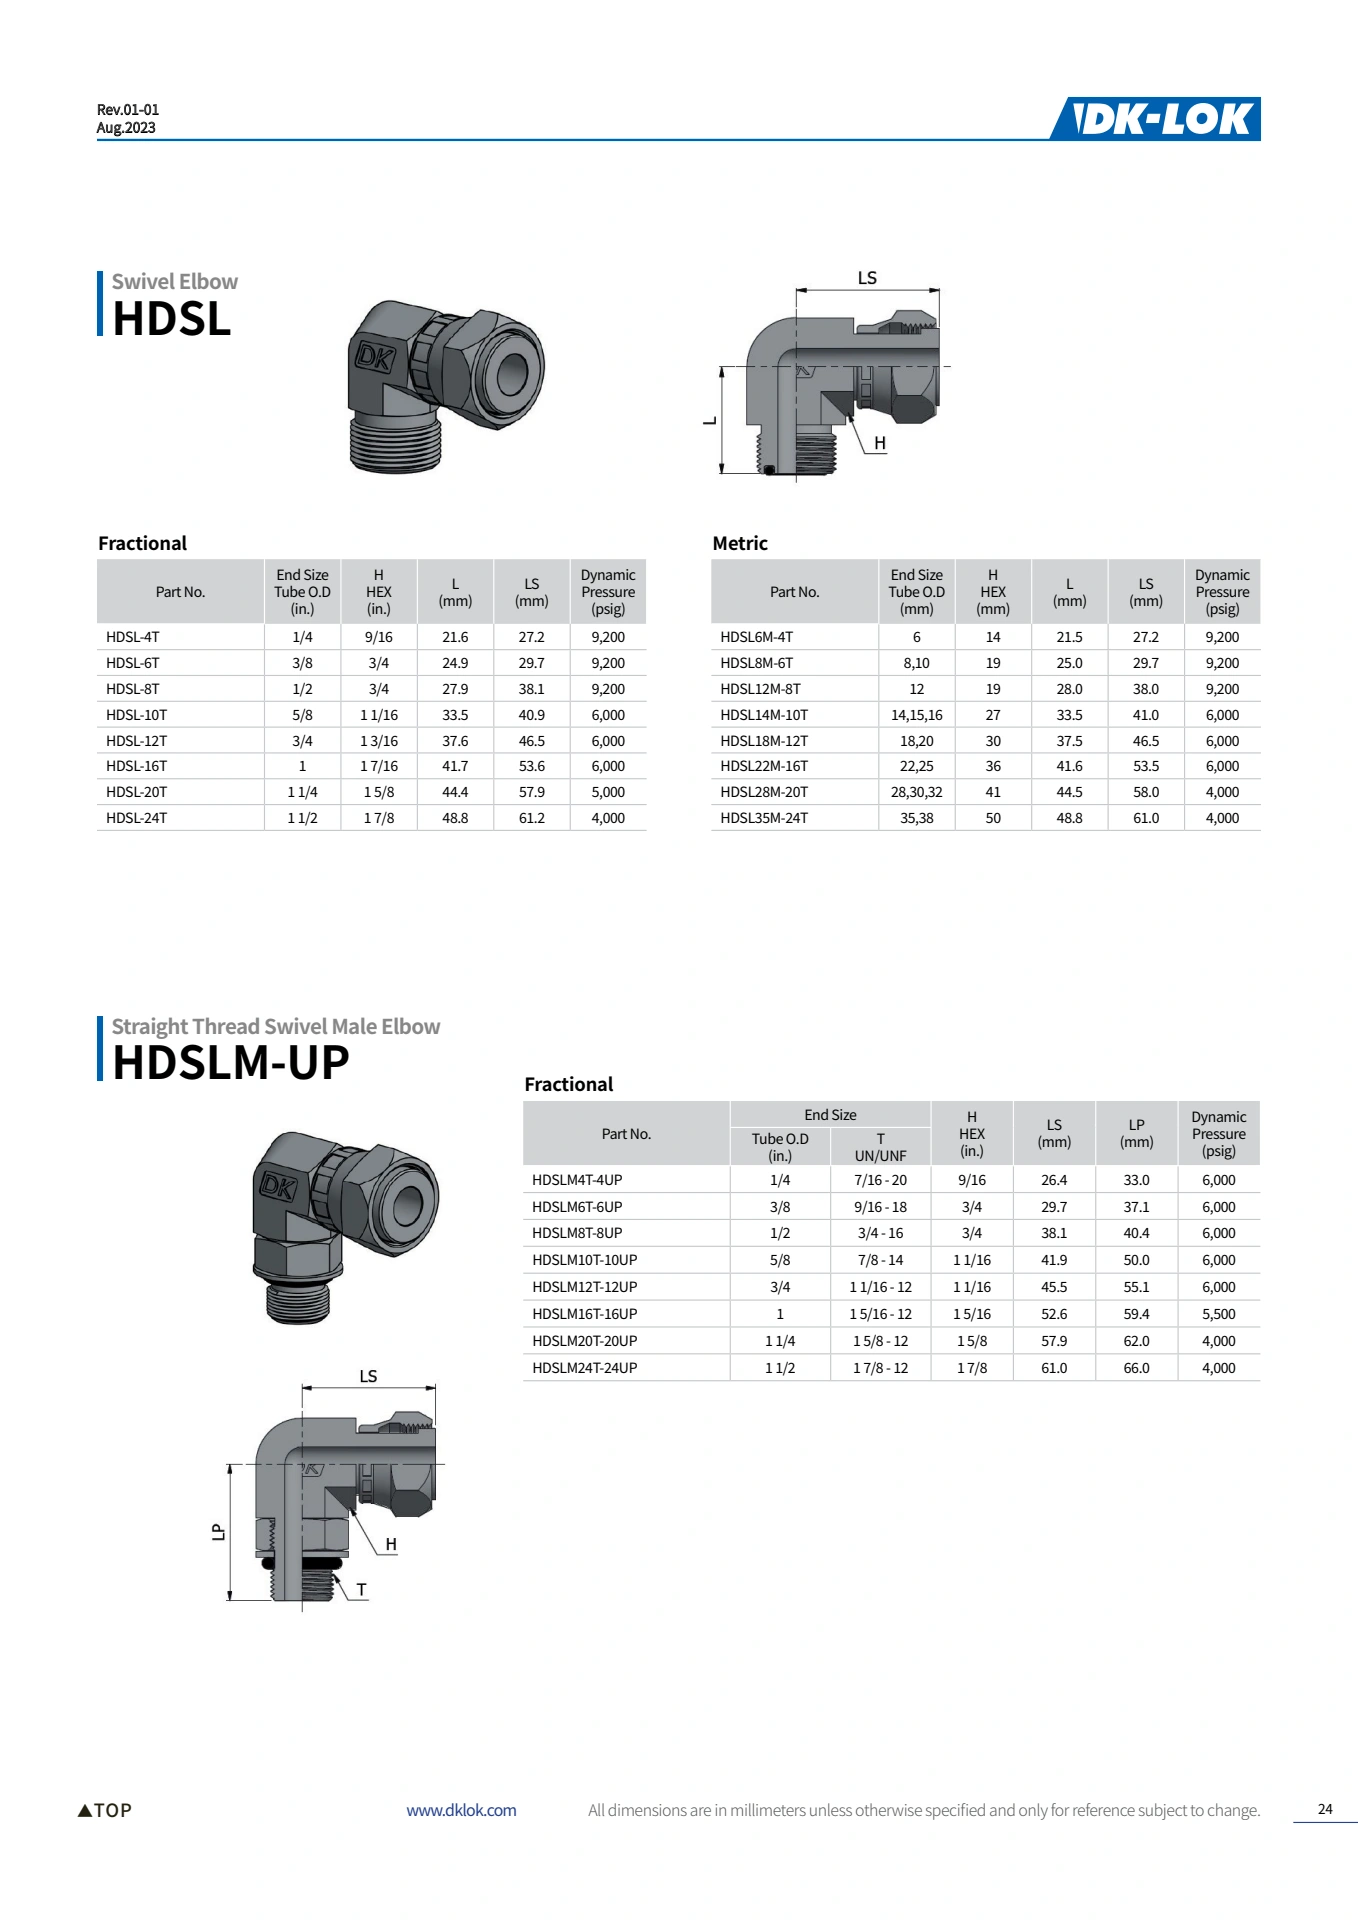 Rev.01-01
Aug.2023
DK-LOK
Swivel Elbow
HDSL
DK
LS
L
H
Fractional
Part No. End Size Tube O.D (in.) H HEX (in.) L (mm) LS (mm) Dynamic Pressure (psig)
HDSL-4T 1/4 9/16 21.6 27.2 9,200
HDSL-6T 3/8 3/4 24.9 29.7 9,200
HDSL-8T 1/2 3/4 27.9 38.1 9,200
HDSL-10T 5/8 1 1/16 33.5 40.9 6,000
HDSL-12T 3/4 1 3/16 37.6 46.5 6,000
HDSL-16T 1 1 7/16 41.7 53.6 6,000
HDSL-20T 1 1/4 1 5/8 44.4 57.9 5,000
HDSL-24T 1 1/2 1 7/8 48.8 61.2 4,000
Metric
Part No. End Size Tube O.D (mm) H HEX (mm) L (mm) LS (mm) Dynamic Pressure (psig)
HDSL6M-4T 6 14 21.5 27.2 9,200
HDSL8M-6T 8,10 19 25.0 29.7 9,200
HDSL12M-8T 12 19 28.0 38.0 9,200
HDSL14M-10T 14,15,16 27 33.5 41.0 6,000
HDSL18M-12T 18,20 30 37.5 46.5 6,000
HDSL22M-16T 22,25 36 41.6 53.5 6,000
HDSL28M-20T 28,30,32 41 44.5 58.0 4,000
HDSL35M-24T 35,38 50 48.8 61.0 4,000
Straight Thread Swivel Male Elbow
HDSLM-UP
DK
LS
DK
LP
H
T
Fractional
Part No. End Size Tube O.D (in.) T UN/UNF H HEX (in.) LS (mm) LP (mm) Dynamic Pressure (psig)
HDSLM4T-4UP 1/4 7/16 - 20 9/16 26.4 33.0 6,000
HDSLM6T-6UP 3/8 9/16 - 18 3/4 29.7 37.1 6,000
HDSLM8T-8UP 1/2 3/4 - 16 3/4 38.1 40.4 6,000
HDSLM10T-10UP 5/8 7/8 - 14 1 1/16 41.9 50.0 6,000
HDSLM12T-12UP 3/4 1 1/16 - 12 1 1/16 45.5 55.1 6,000
HDSLM16T-16UP 1 1 5/16 - 12 1 5/16 52.6 59.4 5,500
HDSLM20T-20UP 1 1/4 1 5/8 - 12 1 5/8 57.9 62.0 4,000
HDSLM24T-24UP 1 1/2 1 7/8 - 12 1 7/8 61.0 66.0 4,000
▲TOP
www.dklok.com
All dimensions are in millimeters unless otherwise specified and only for reference subject to change.
24